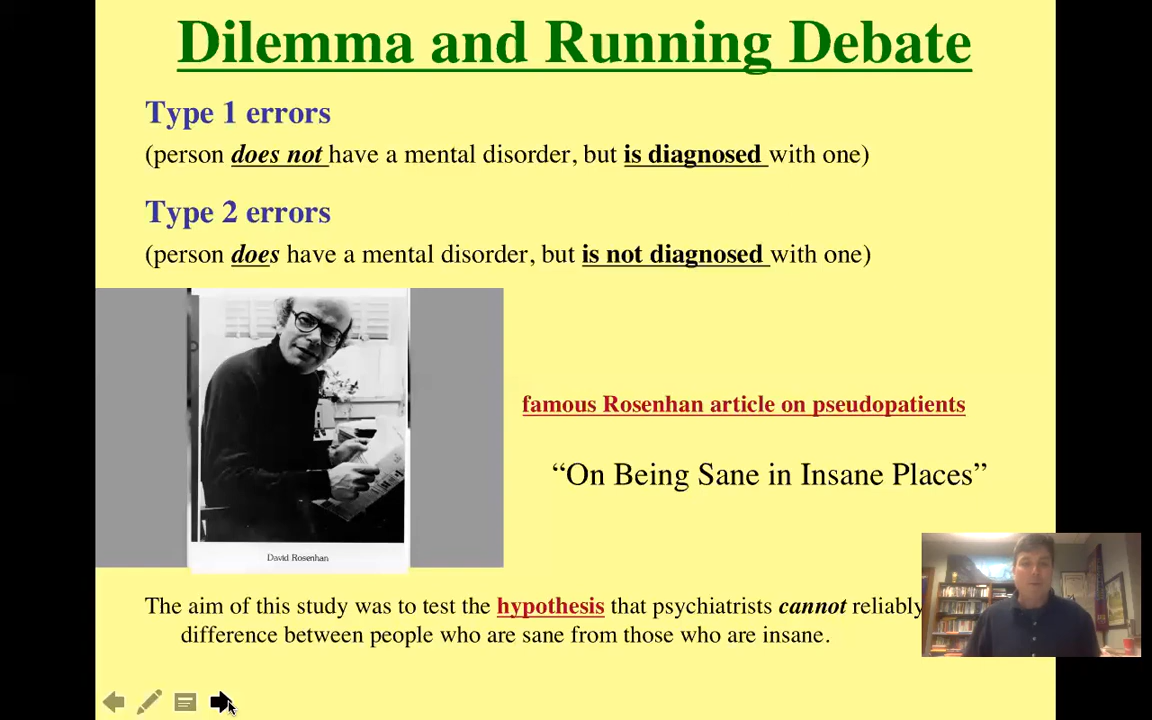 Dilemma and Running Debate
Type 1 errors
(person does not have a mental disorder, but is diagnosed with one)
Type 2 errors
(person does have a mental disorder, but is not diagnosed with one)
famous Rosenhan article on pseudopatients
“On Being Sane in Insane Places”
David Rosenhan
The aim of this study was to test the hypothesis that psychiatrists cannot reliably
difference between people who are sane from those who are insane.